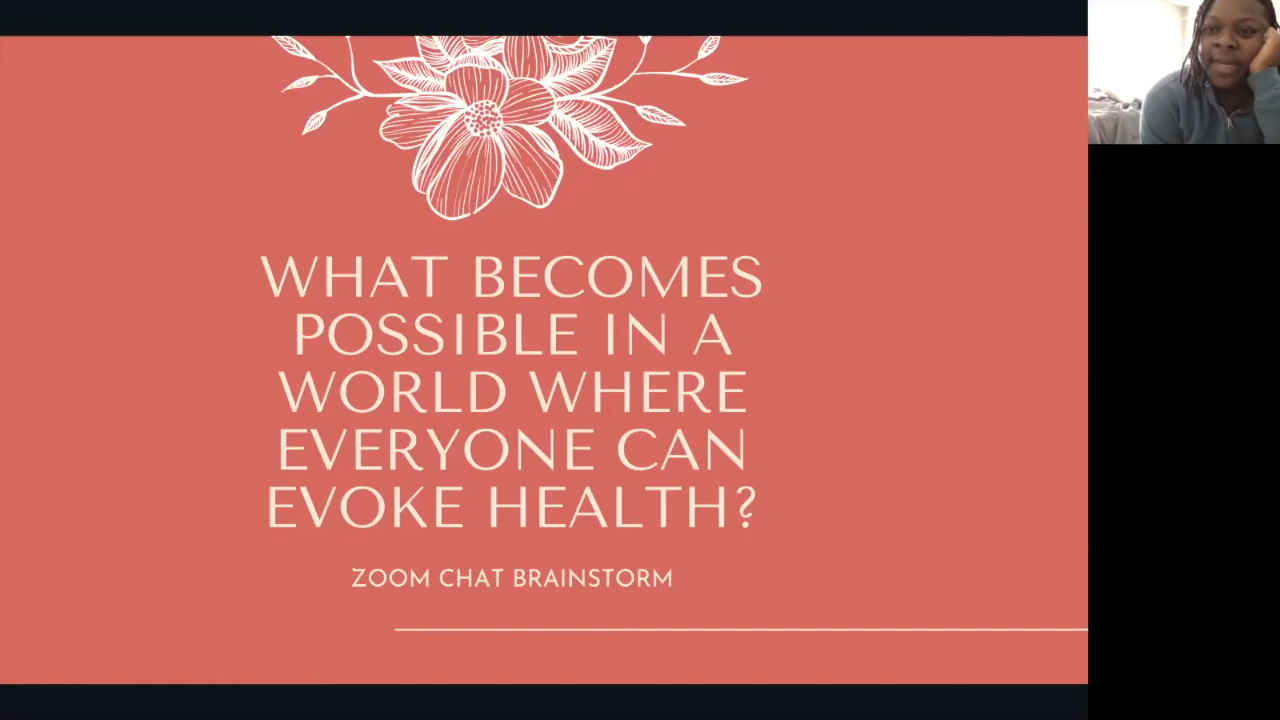 WHAT BECOMES
POSSIBLE IN A
WORLD WHERE
EVERYONE CAN
EVOKE HEALTH?
ZOOM CHAT BRAINSTORM